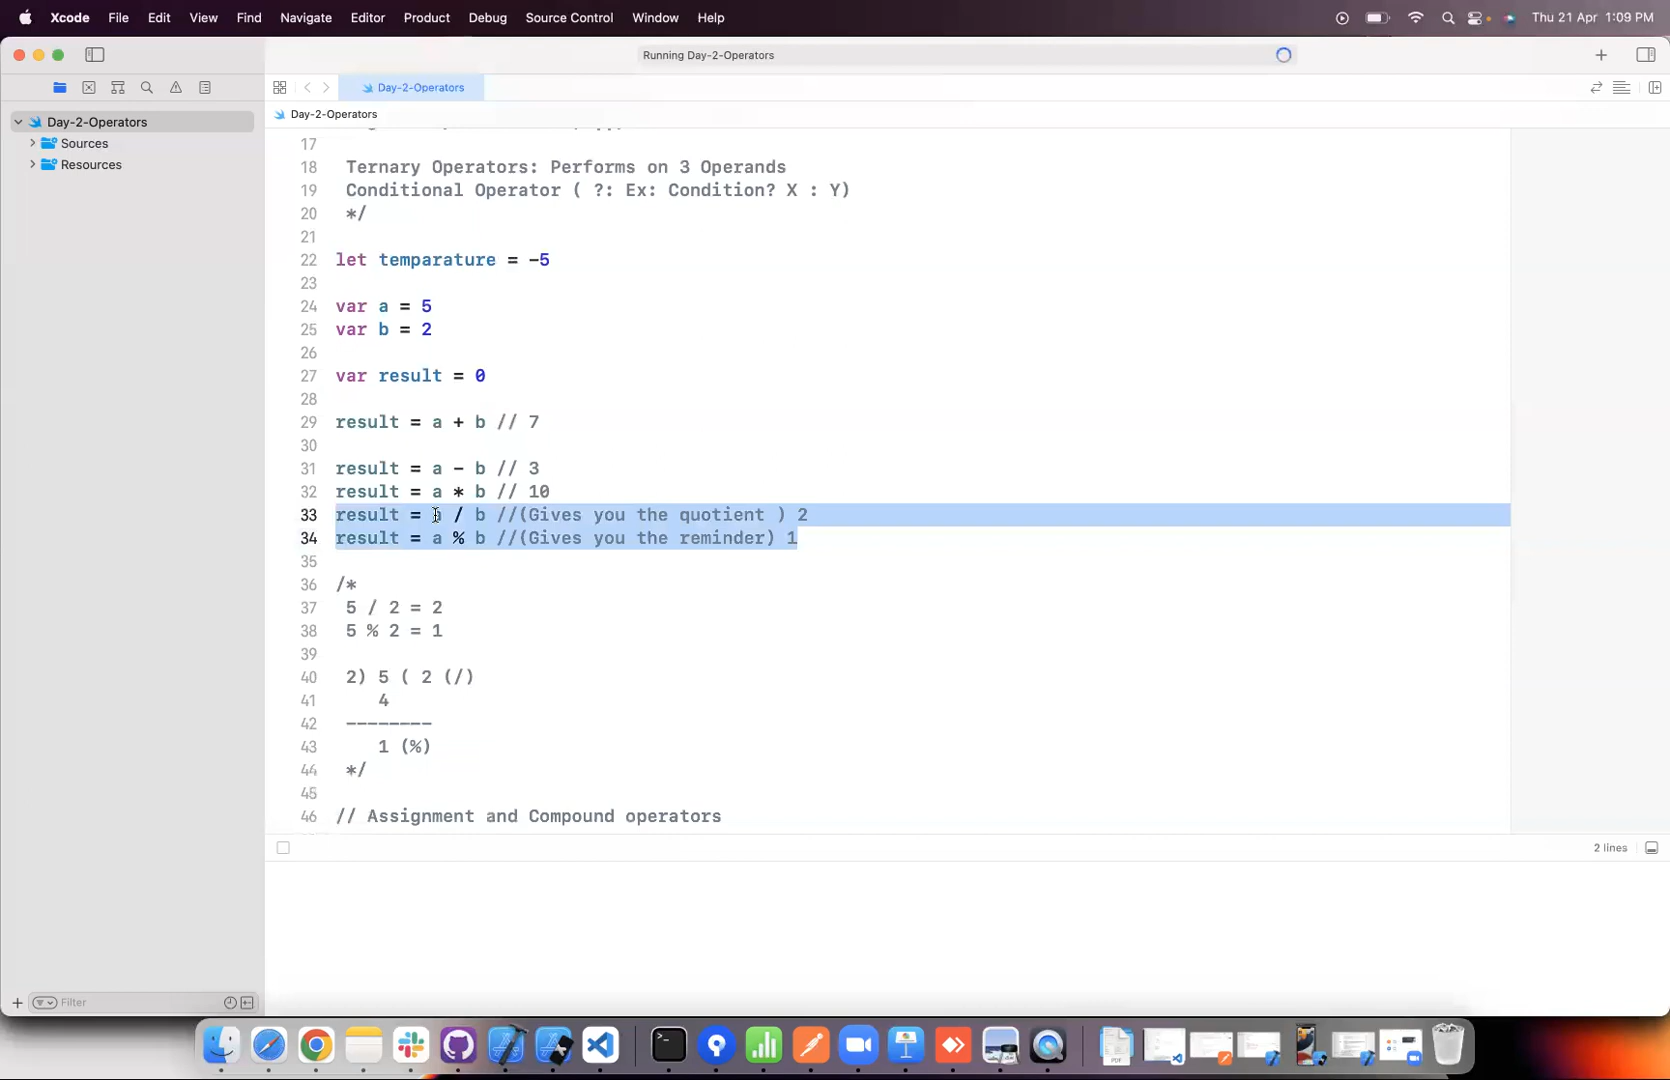 Xcode File Edit View Find Navigate Editor Product Debug Source Control Window Help Thu 21 Apr 1:09 PM
Running Day-2-Operators
Day-2-Operators
Day-2-Operators
Day-2-Operators
Sources
Resources
17
18 Ternary Operators: Performs on 3 Operands
19 Conditional Operator ( ?: Ex: Condition? X : Y)
20 */
21
22 let temparature = -5
23
24 var a = 5
25 var b = 2
26
27 var result = 0
28
29 result = a + b // 7
30
31 result = a - b // 3
32 result = a * b // 10
33 result = a / b //(Gives you the quotient ) 2
34 result = a % b //(Gives you the reminder) 1
35
36 /*
37 5 / 2 = 2
38 5 % 2 = 1
39
40 2) 5 ( 2 (/)
41 4
42 --------
43 1 (%)
44 */
45
46 // Assignment and Compound operators
2 lines
Filter